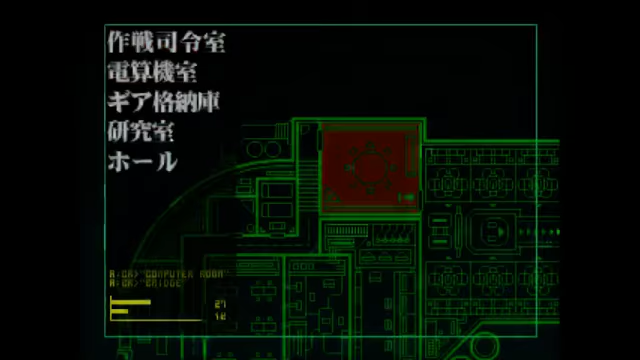 作戦司令室
電算機室
ギア格納庫
研究室
ホール
A:CR>"COMPUTER ROOM"
A:CR>"BRIDGE"
27
12